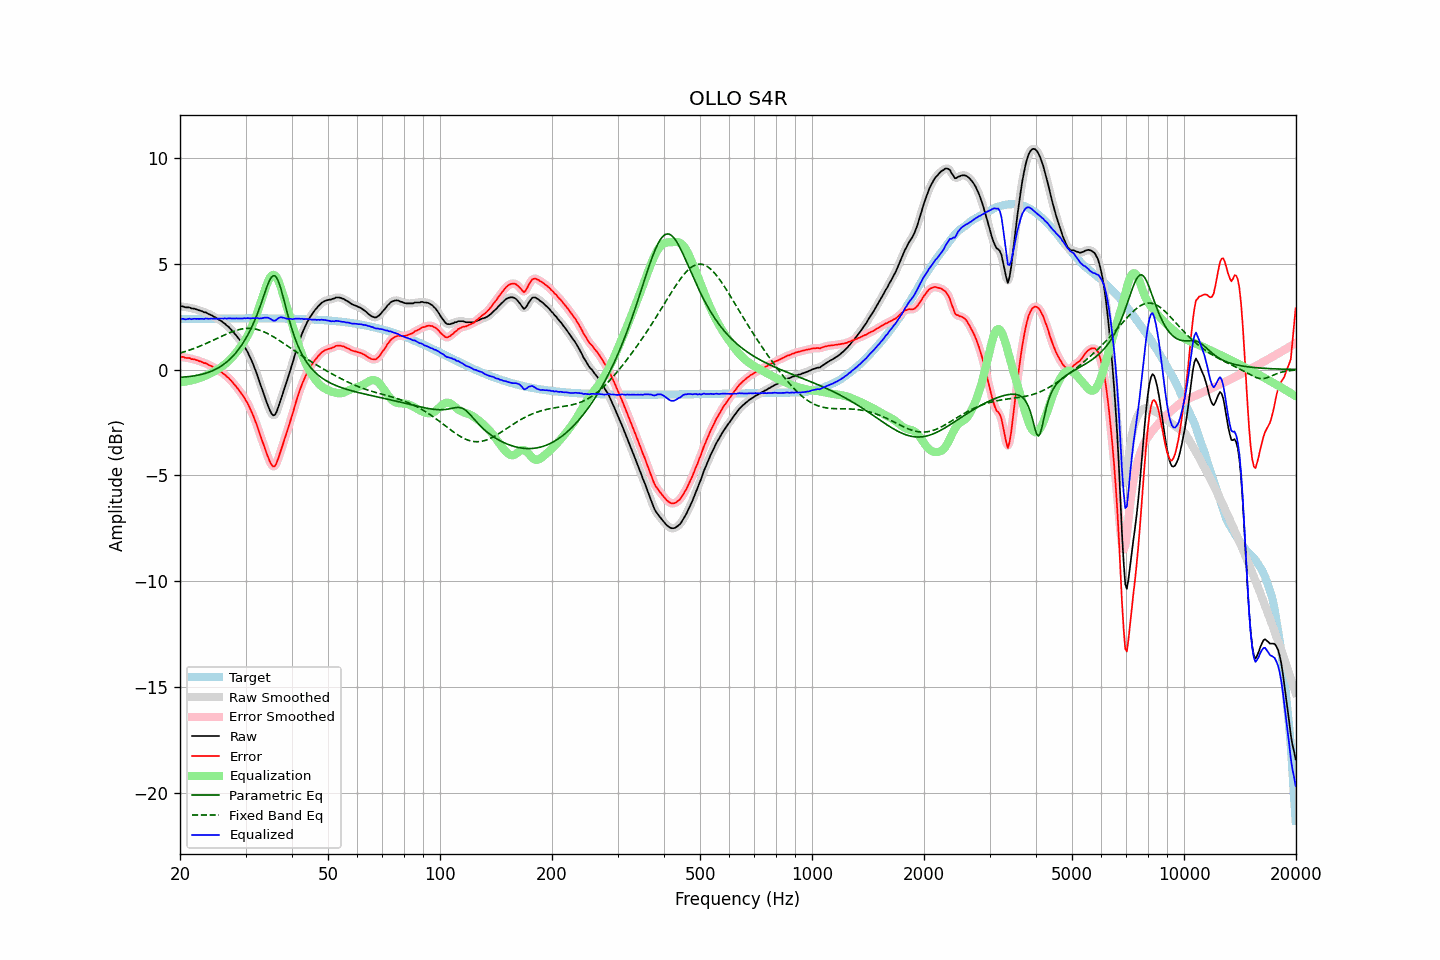 OLLO S4R
Amplitude (dBr)
10
5
0
−5
−10
−15
−20
Target
Raw Smoothed
Error Smoothed
Raw
Error
Equalization
Parametric Eq
Fixed Band Eq
Equalized
20 50 100 200 500 1000 2000 5000 10000 20000
Frequency (Hz)